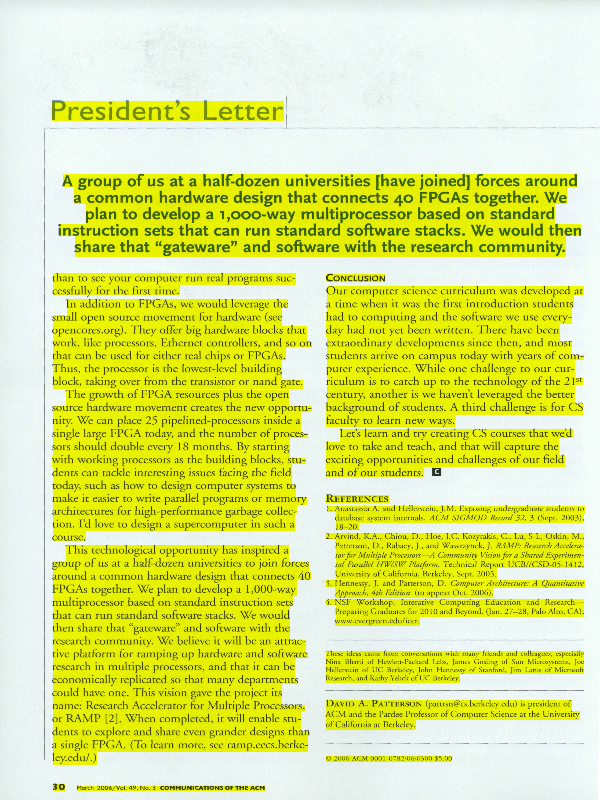 President's Letter
A group of us at a half-dozen universities [have joined] forces around
a common hardware design that connects 40 FPGAs together. We
plan to develop a 1,000-way multiprocessor based on standard
instruction sets that can run standard software stacks. We would then
share that “gateware” and software with the research community.
than to see your computer run real programs suc-
cessfully for the first time.
In addition to FPGAs, we would leverage the
small open source movement for hardware (see
opencores.org). They offer big hardware blocks that
work, like processors, Ethernet controllers, and so on
that can be used for either real chips or FPGAs.
Thus, the processor is the lowest-level building
block, taking over from the transistor or nand gate.
The growth of FPGA resources plus the open
source hardware movement creates the new opportu-
nity. We can place 25 pipelined-processors inside a
single large FPGA today, and the number of proces-
sors should double every 18 months. By starting
with working processors as the building blocks, stu-
dents can tackle interesting issues facing the field
today, such as how to design computer systems to
make it easier to write parallel programs or memory
architectures for high-performance garbage collec-
tion. I'd love to design a supercomputer in such a
course.
This technological opportunity has inspired a
group of us at a half-dozen universities to join forces
around a common hardware design that connects 40
FPGAs together. We plan to develop a 1,000-way
multiprocessor based on standard instruction sets
that can run standard software stacks. We would
then share that “gateware” and software with the
research community. We believe it will be an attrac-
tive platform for ramping up hardware and software
research in multiple processors, and that it can be
economically replicated so that many departments
could have one. This vision gave the project its
name: Research Accelerator for Multiple Processors,
or RAMP [2]. When completed, it will enable stu-
dents to explore and share even grander designs than
a single FPGA. (To learn more, see ramp.eecs.berke-
ley.edu/.)
CONCLUSION
Our computer science curriculum was developed at
a time when it was the first introduction students
had to computing and the software we use every-
day had not yet been written. There have been
extraordinary developments since then, and most
students arrive on campus today with years of com-
puter experience. While one challenge to our cur-
riculum is to catch up to the technology of the 21st
century, another is we haven't leveraged the better
background of students. A third challenge is for CS
faculty to learn new ways.
Let's learn and try creating CS courses that we'd
love to take and teach, and that will capture the
exciting opportunities and challenges of our field
and of our students. C
REFERENCES
1. Anastassia A. and Hellerstein, J.M. Exposing undergraduate students to
database system internals. ACM SIGMOD Record 32, 3 (Sept. 2003),
18–20.
2. Arvind, K.A., Chiou, D., Hoe, J.C. Kozyrakis, C., Lu, S-L, Oskin, M.,
Patterson, D., Rabaey, J., and Wawrzynek, J. RAMP: Research Accelera-
tor for Multiple Processors—A Community Vision for a Shared Experimen-
tal Parallel HW/SW Platform. Technical Report UCB//CSD-05-1412,
University of California, Berkeley, Sept. 2005.
3. Hennessy, J. and Patterson, D. Computer Architecture: A Quantitative
Approach, 4th Edition. (to appear Oct. 2006).
4. NSF Workshop. Interative Computing Education and Research—
Preparing Graduates for 2010 and Beyond. (Jan. 27–28, Palo Alto, CA);
www.evergreen.edu/icer.
These ideas came from conversations with many friends and colleagues, especially
Nina Bhatti of Hewlett-Packard Labs, James Gosling of Sun Microsystems, Joe
Hellerstein of UC Berkeley, John Hennessy of Stanford, Jim Larus of Microsoft
Research, and Kathy Yelick of UC Berkeley.
DAVID A. PATTERSON (pattrsn@cs.berkeley.edu) is president of
ACM and the Pardee Professor of Computer Science at the University
of California at Berkeley.
© 2006 ACM 0001-0782/06/0300 $5.00
30 March 2006/Vol. 49, No. 3 COMMUNICATIONS OF THE ACM